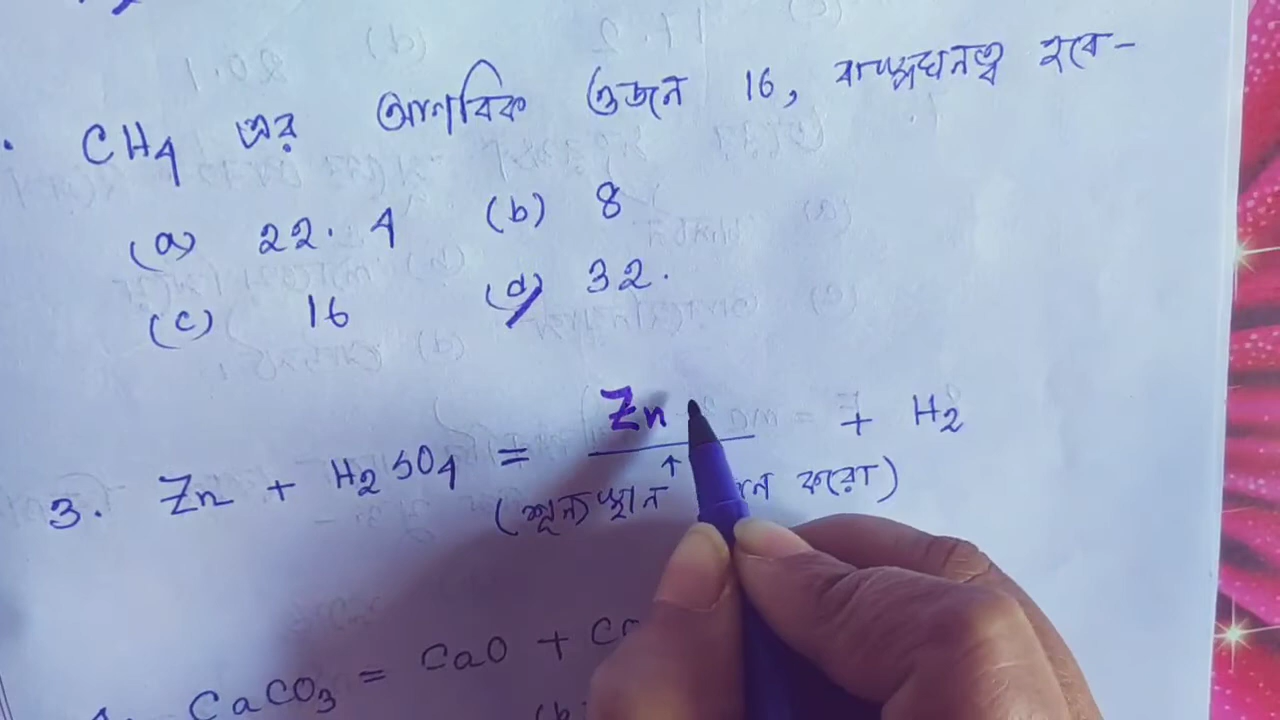 CH4 এর আণবিক ওজন 16, বাষ্পঘনত্ব হবে-
(a) 22.4 (b) 8
(c) 16 (d) 32.
3. Zn + H2SO4 = Zn + H2
(শূন্যস্থান করো)
CaCO3 = CaO +